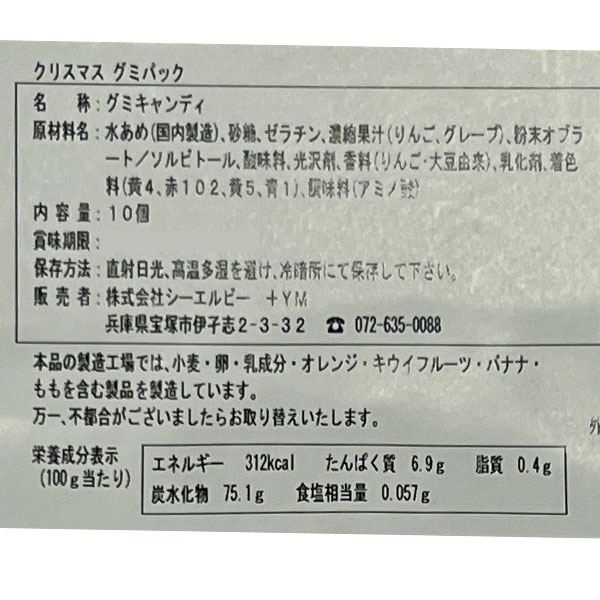 クリスマス グミパック
名　称：グミキャンディ
原材料名：水あめ(国内製造)、砂糖、ゼラチン、濃縮果汁(りんご、グレープ)、粉末オブラ
ート／ソルビトール、酸味料、光沢剤、香料(りんご・大豆由来)、乳化剤、着色
料(黄4、赤102、黄5、青1)、調味料(アミノ酸)
内容量：10個
賞味期限：
保存方法：直射日光、高温多湿を避け、冷暗所にて保存して下さい。
販売者：株式会社シーエルビー　＋YM
兵庫県宝塚市伊子志2-3-32　☎ 072-635-0088
本品の製造工場では、小麦・卵・乳成分・オレンジ・キウイフルーツ・バナナ・
ももを含む製品を製造しています。
万一、不都合がございましたらお取り替えいたします。
栄養成分表示
(100g当たり)
エネルギー　312kcal　たんぱく質　6.9g　脂質　0.4g
炭水化物　75.1g　食塩相当量　0.057g